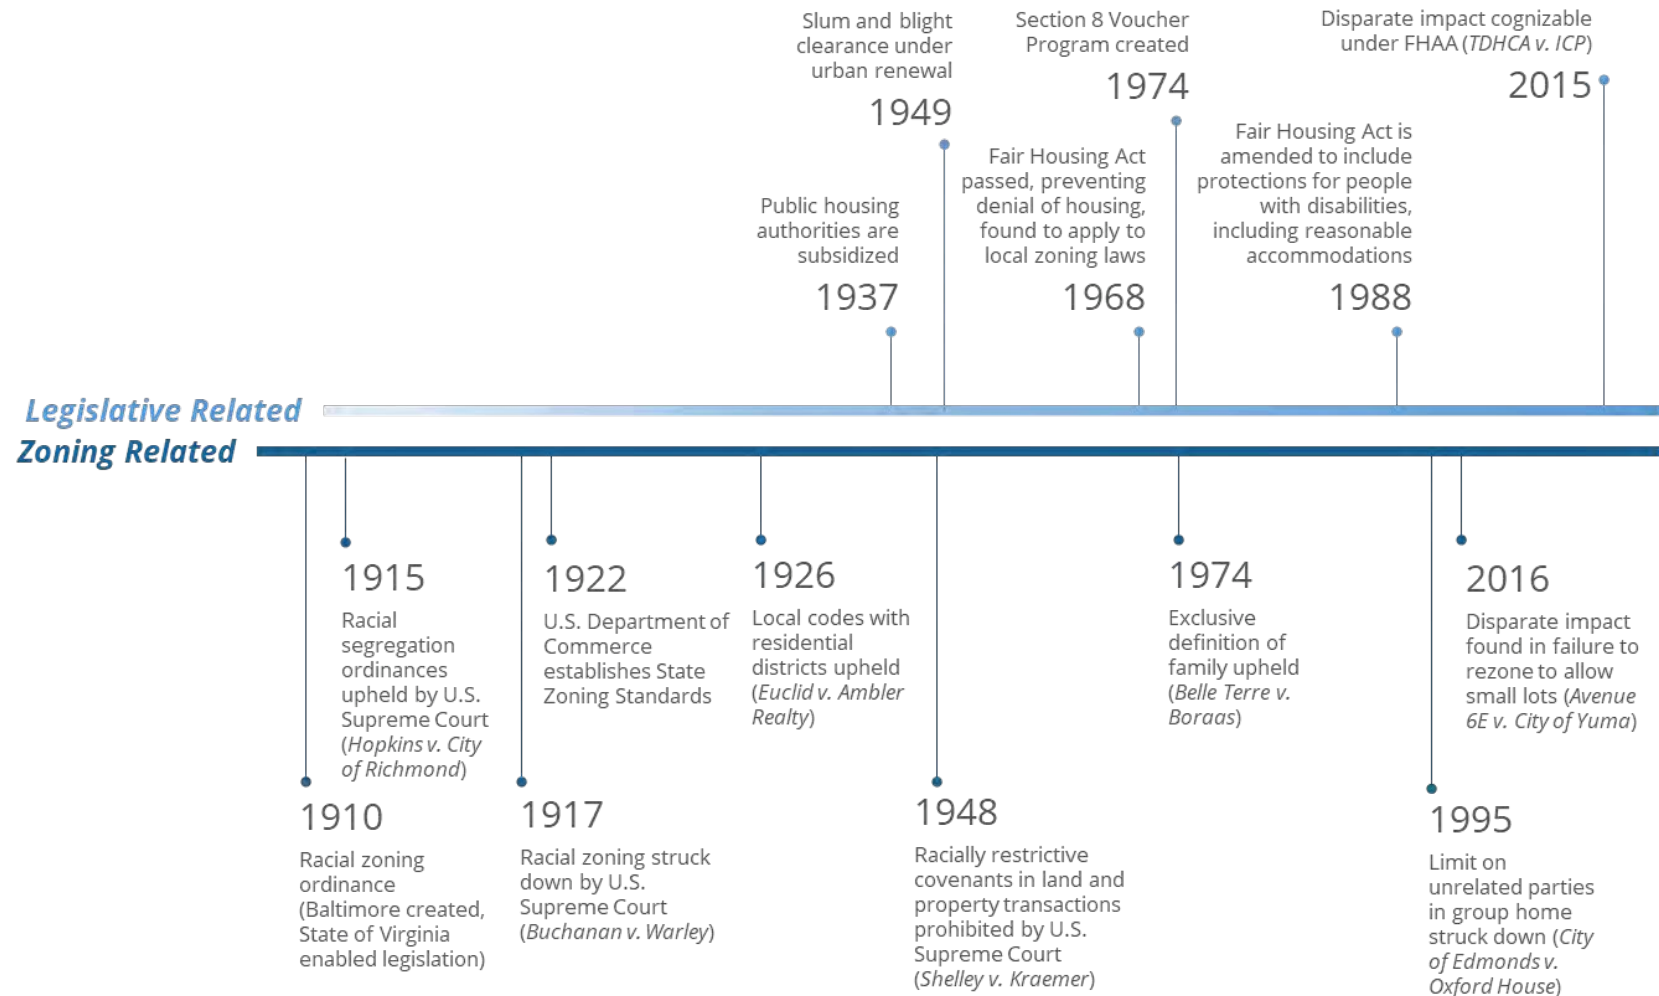 Slum and blight
clearance under
urban renewal
1949
Section 8 Voucher
Program created
1974
Disparate impact cognizable
under FHAA (TDHCA v. ICP)
2015
Public housing
authorities are
subsidized
1937
Fair Housing Act
passed, preventing
denial of housing,
found to apply to
local zoning laws
1968
Fair Housing Act is
amended to include
protections for people
with disabilities,
including reasonable
accommodations
1988
Legislative Related
Zoning Related
1915
Racial
segregation
ordinances
upheld by U.S.
Supreme Court
(Hopkins v. City
of Richmond)
1922
U.S. Department of
Commerce
establishes State
Zoning Standards
1926
Local codes with
residential
districts upheld
(Euclid v. Ambler
Realty)
1974
Exclusive
definition of
family upheld
(Belle Terre v.
Boraas)
2016
Disparate impact
found in failure to
rezone to allow
small lots (Avenue
6E v. City of Yuma)
1910
Racial zoning
ordinance
(Baltimore created,
State of Virginia
enabled legislation)
1917
Racial zoning struck
down by U.S.
Supreme Court
(Buchanan v. Warley)
1948
Racially restrictive
covenants in land and
property transactions
prohibited by U.S.
Supreme Court
(Shelley v. Kraemer)
1995
Limit on
unrelated parties
in group home
struck down (City
of Edmonds v.
Oxford House)